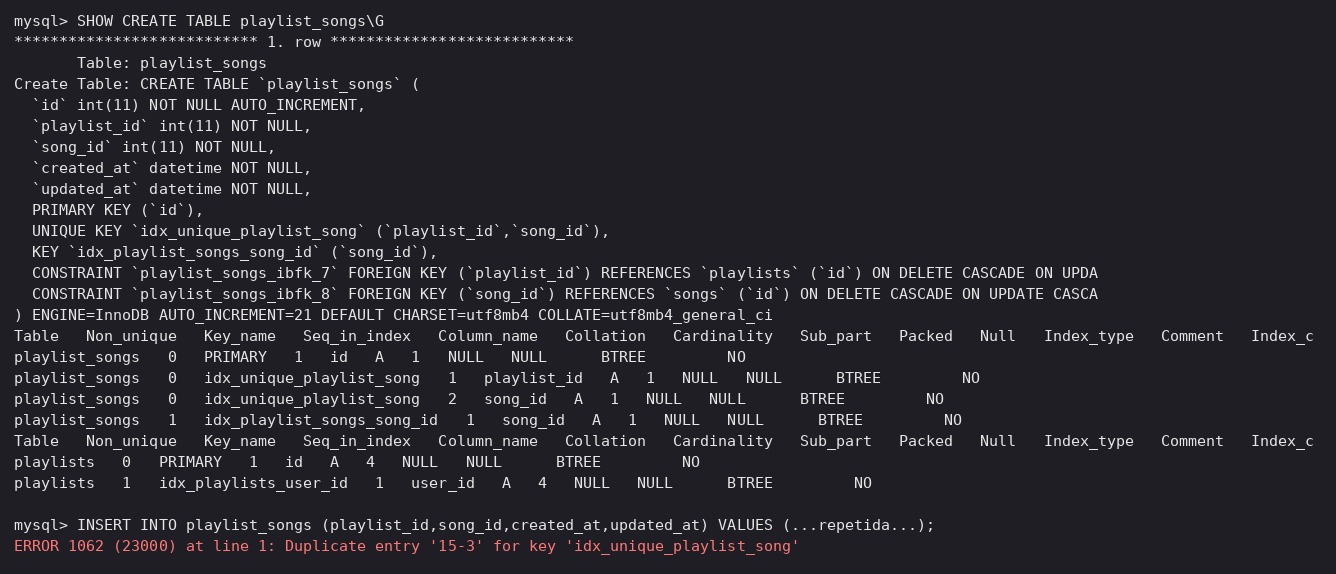 mysql> SHOW CREATE TABLE playlist_songs\G
*************************** 1. row ***************************
       Table: playlist_songs
Create Table: CREATE TABLE `playlist_songs` (
  `id` int(11) NOT NULL AUTO_INCREMENT,
  `playlist_id` int(11) NOT NULL,
  `song_id` int(11) NOT NULL,
  `created_at` datetime NOT NULL,
  `updated_at` datetime NOT NULL,
  PRIMARY KEY (`id`),
  UNIQUE KEY `idx_unique_playlist_song` (`playlist_id`,`song_id`),
  KEY `idx_playlist_songs_song_id` (`song_id`),
  CONSTRAINT `playlist_songs_ibfk_7` FOREIGN KEY (`playlist_id`) REFERENCES `playlists` (`id`) ON DELETE CASCADE ON UPDA
  CONSTRAINT `playlist_songs_ibfk_8` FOREIGN KEY (`song_id`) REFERENCES `songs` (`id`) ON DELETE CASCADE ON UPDATE CASCA
) ENGINE=InnoDB AUTO_INCREMENT=21 DEFAULT CHARSET=utf8mb4 COLLATE=utf8mb4_general_ci
Table   Non_unique   Key_name   Seq_in_index   Column_name   Collation   Cardinality   Sub_part   Packed   Null   Index_type   Comment   Index_c
playlist_songs   0   PRIMARY   1   id   A   1   NULL   NULL      BTREE         NO
playlist_songs   0   idx_unique_playlist_song   1   playlist_id   A   1   NULL   NULL      BTREE         NO
playlist_songs   0   idx_unique_playlist_song   2   song_id   A   1   NULL   NULL      BTREE         NO
playlist_songs   1   idx_playlist_songs_song_id   1   song_id   A   1   NULL   NULL      BTREE         NO
Table   Non_unique   Key_name   Seq_in_index   Column_name   Collation   Cardinality   Sub_part   Packed   Null   Index_type   Comment   Index_c
playlists   0   PRIMARY   1   id   A   4   NULL   NULL      BTREE         NO
playlists   1   idx_playlists_user_id   1   user_id   A   4   NULL   NULL      BTREE         NO

mysql> INSERT INTO playlist_songs (playlist_id,song_id,created_at,updated_at) VALUES (...repetida...);
ERROR 1062 (23000) at line 1: Duplicate entry '15-3' for key 'idx_unique_playlist_song'